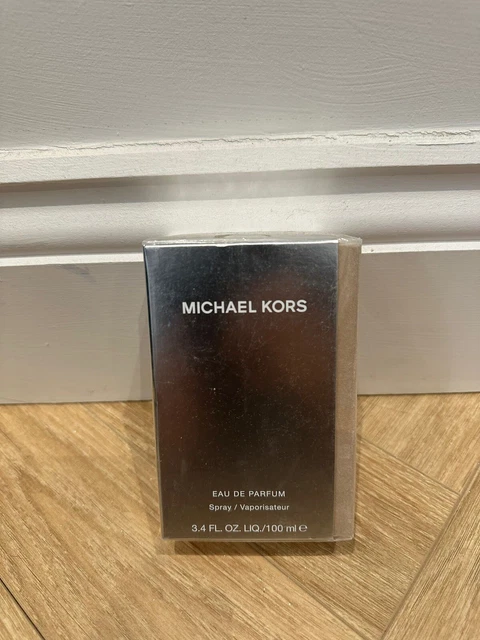 MICHAEL KORS
EAU DE PARFUM
Spray / Vaporisateur
3.4 FL. OZ. LIQ./100 ml ℮